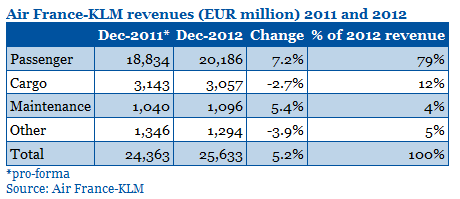 Air France-KLM revenues (EUR million) 2011 and 2012
Dec-2011* Dec-2012 Change % of 2012 revenue
Passenger 18,834 20,186 7.2% 79%
Cargo 3,143 3,057 -2.7% 12%
Maintenance 1,040 1,096 5.4% 4%
Other 1,346 1,294 -3.9% 5%
Total 24,363 25,633 5.2% 100%
*pro-forma
Source: Air France-KLM